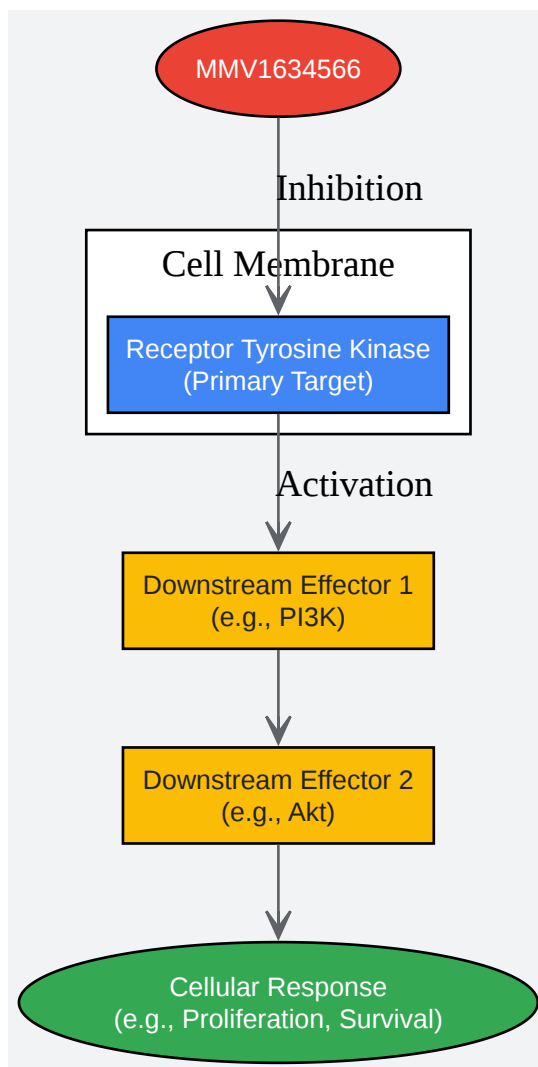 MMV1634566
Inhibition
Cell Membrane
Receptor Tyrosine Kinase
(Primary Target)
Activation
Downstream Effector 1
(e.g., PI3K)
Downstream Effector 2
(e.g., Akt)
Cellular Response
(e.g., Proliferation, Survival)